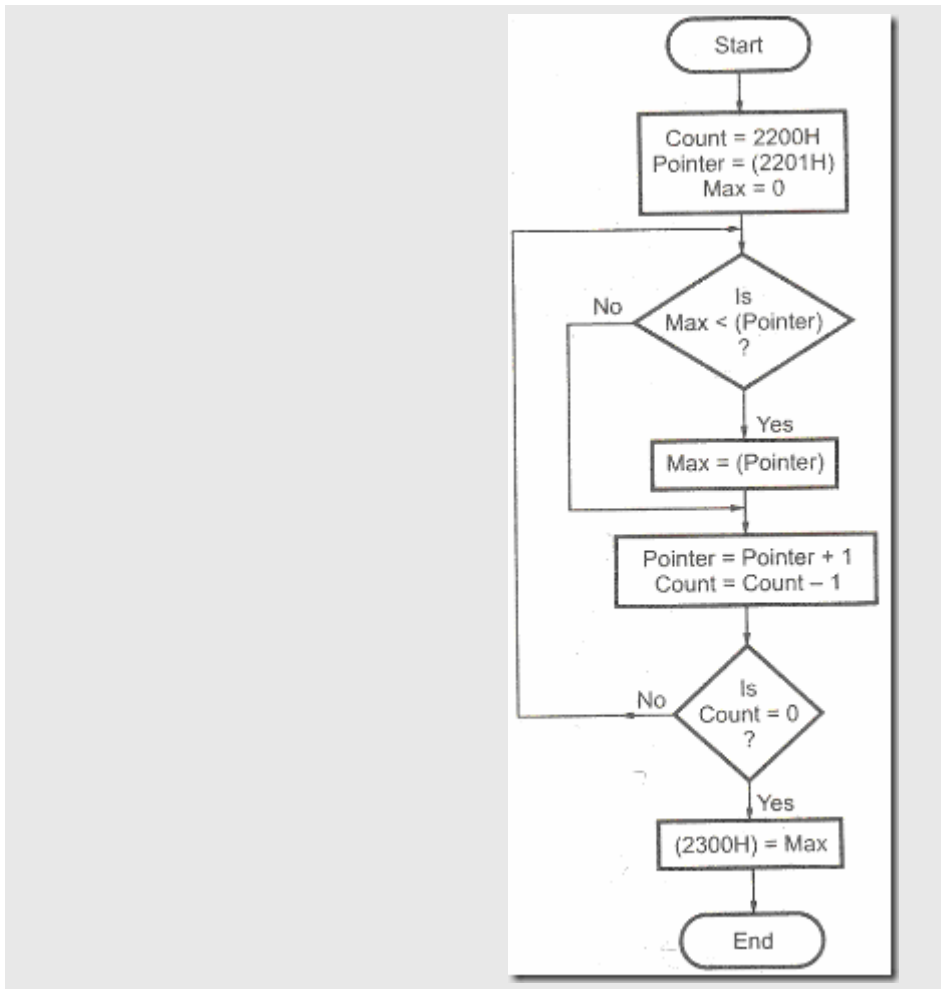 Start
Count = 2200H
Pointer = (2201H)
Max = 0
Is
No
Max < (Pointer)
?
Yes
Max = (Pointer)
Pointer = Pointer + 1
Count = Count – 1
Is
No
Count = 0
?
Yes
(2300H) = Max
End